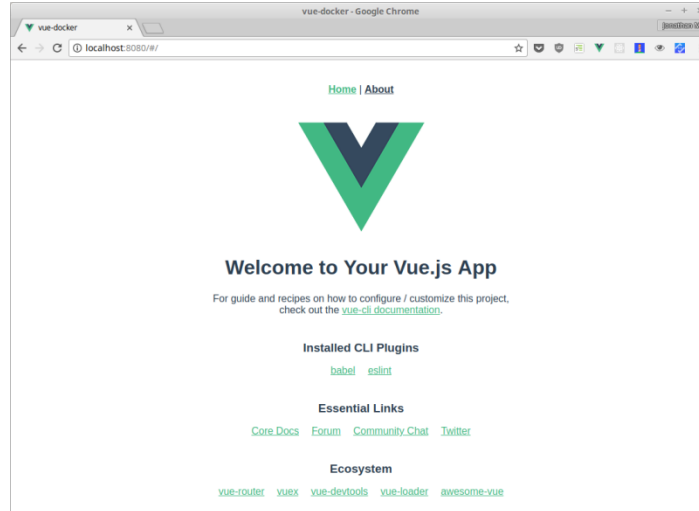 vue-docker - Google Chrome
vue-docker
localhost:8080/#/
Home | About
Welcome to Your Vue.js App
For guide and recipes on how to configure / customize this project,
check out the vue-cli documentation.
Installed CLI Plugins
babel eslint
Essential Links
Core Docs Forum Community Chat Twitter
Ecosystem
vue-router vuex vue-devtools vue-loader awesome-vue